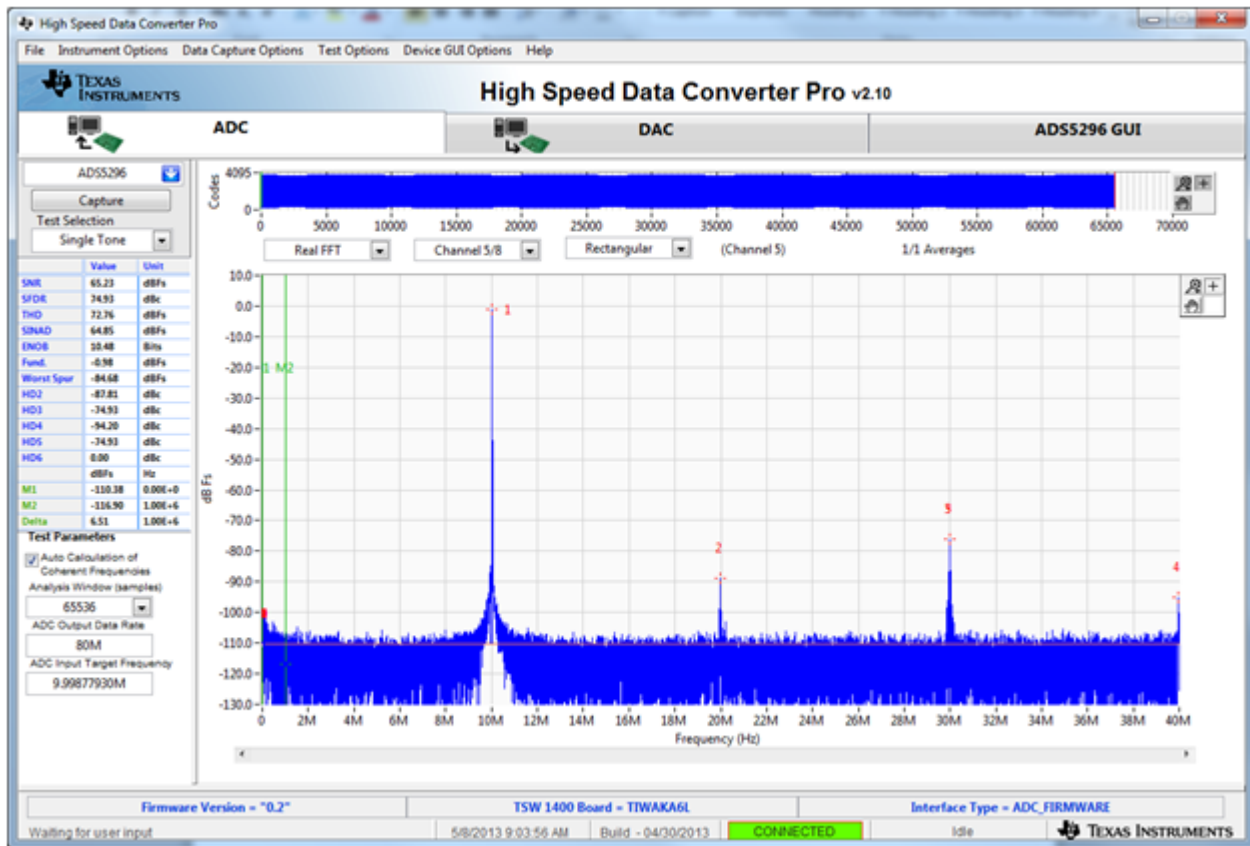 High Speed Data Converter Pro
File Instrument Options Data Capture Options Test Options Device GUI Options Help
TEXAS INSTRUMENTS
High Speed Data Converter Pro v2.10
ADC DAC ADS5296 GUI
ADS5296
Capture
Test Selection
Single Tone
Value Unit
SNR 65.23 dBFs
SFDR 74.93 dBc
THD 72.76 dBFs
SINAD 64.85 dBFs
ENOB 10.48 Bits
Fund. -0.98 dBFs
Worst Spur -84.68 dBFs
HD2 -87.81 dBc
HD3 -74.93 dBc
HD4 -94.20 dBc
HD5 -74.93 dBc
HD6 0.00 dBc
dBFs Hz
M1 -110.38 0.00E+0
M2 -116.90 1.00E+6
Delta 6.51 1.00E+6
Test Parameters
Auto Calculation of
Coherent Frequencies
Analysis Window (samples)
65536
ADC Output Data Rate
80M
ADC Input Target Frequency
9.99877930M
Codes
4095
0
0 5000 10000 15000 20000 25000 30000 35000 40000 45000 50000 55000 60000 65000 70000
Real FFT Channel 5/8 Rectangular (Channel 5) 1/1 Averages
10.0
0.0
-10.0
-20.0
-30.0
-40.0
-50.0
-60.0
-70.0
-80.0
-90.0
-100.0
-110.0
-120.0
-130.0
dB Fs
1 M2
1
2
4
0 2M 4M 6M 8M 10M 12M 14M 16M 18M 20M 22M 24M 26M 28M 30M 32M 34M 36M 38M 40M
Frequency (Hz)
Firmware Version = "0.2" TSW 1400 Board = TIWAKA6L Interface Type = ADC_FIRMWARE
Waiting for user input 5/8/2013 9:03:56 AM Build - 04/30/2013 CONNECTED Idle TEXAS INSTRUMENTS